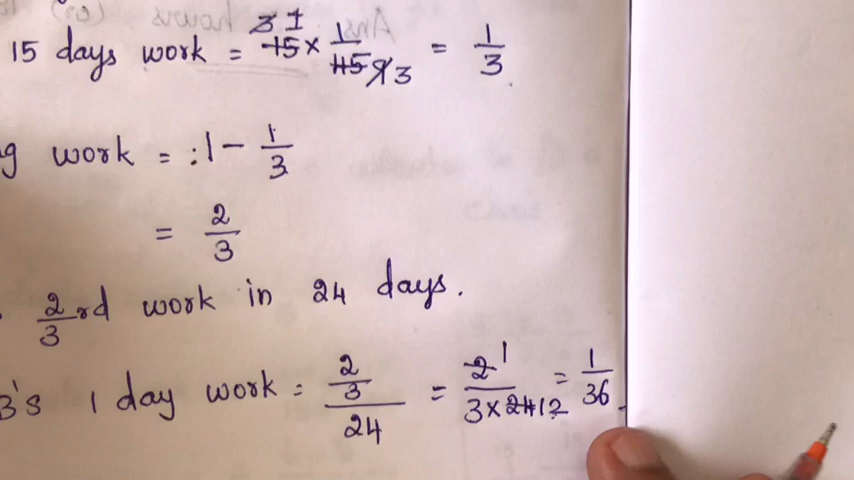 15 days work = 15 × 1/45 = 1/3
g work = : 1 - 1/3
= 2/3
2/3 rd work in 24 days.
3's 1 day work = 2/3 / 24 = 2/3×24 = 1/36